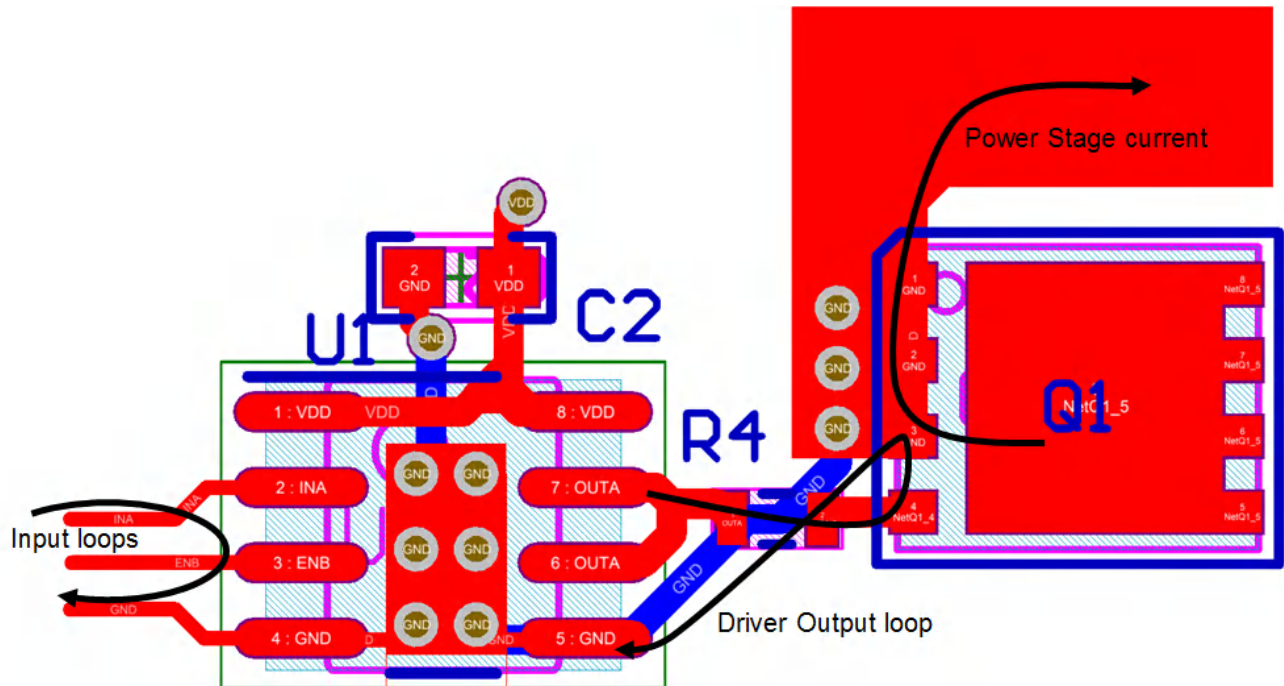 Power Stage current
VDD
2
GND
1
VDD
C2
VDD
U1
GND
1
GND
D
2
GND
GND
GND
GND
8
NetQ1_5
7
NetQ1_5
6
NetQ1_5
5
NetQ1_5
Q1
NetQ1_5
3
4
NetQ1_4
R4
1 : VDD
VDD
8 : VDD
GND
GND
2 : INA
INA
INA
7 : OUTA
OUTA
GND
Input loops
ENB
3 : ENB
GND
GND
6 : OUTA
GND
GND
4 : GND
D
GND
GND
GND
5 : GND
Driver Output loop